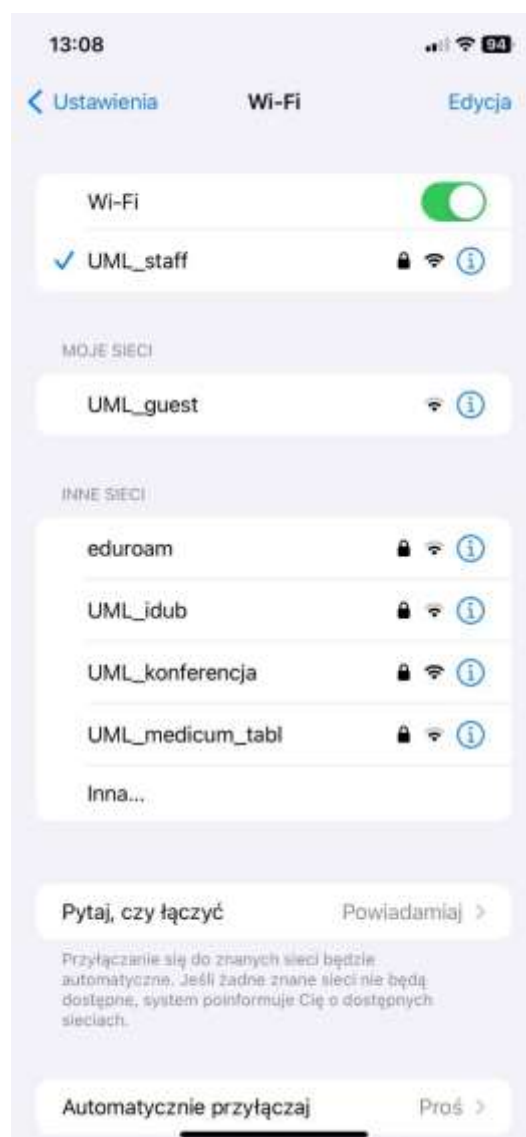 13:08
94
Ustawienia Wi-Fi Edycja
Wi-Fi
UML_staff
MOJE SIECI
UML_guest
INNE SIECI
eduroam
UML_idub
UML_konferencja
UML_medicum_tabl
Inna...
Pytaj, czy łączyć Powiadamiaj
Przyłączanie się do znanych sieci będzie
automatyczne. Jeśli żadne znane sieci nie będą
dostępne, system poinformuje Cię o dostępnych
sieciach.
Automatycznie przyłączaj Proś